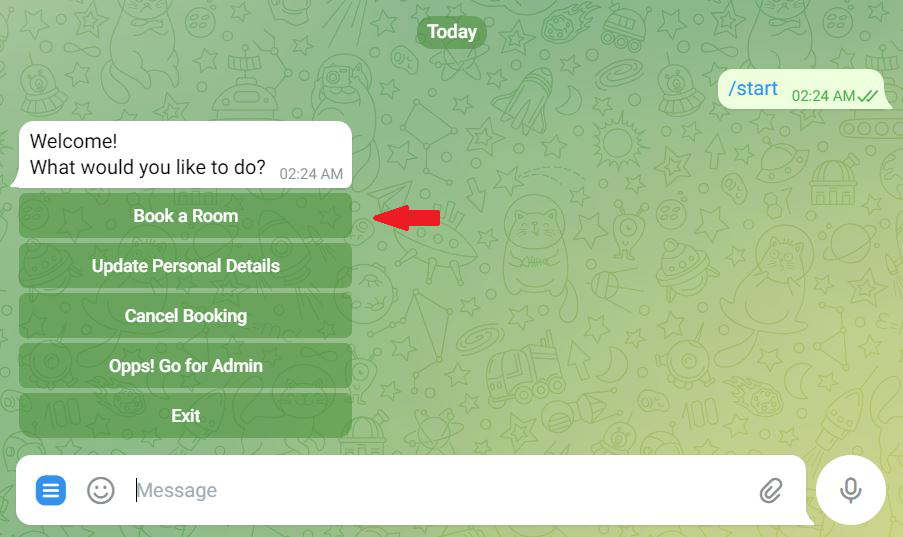 Today
/start 02:24 AM
Welcome!
What would you like to do? 02:24 AM
Book a Room
Update Personal Details
Cancel Booking
Opps! Go for Admin
Exit
Message